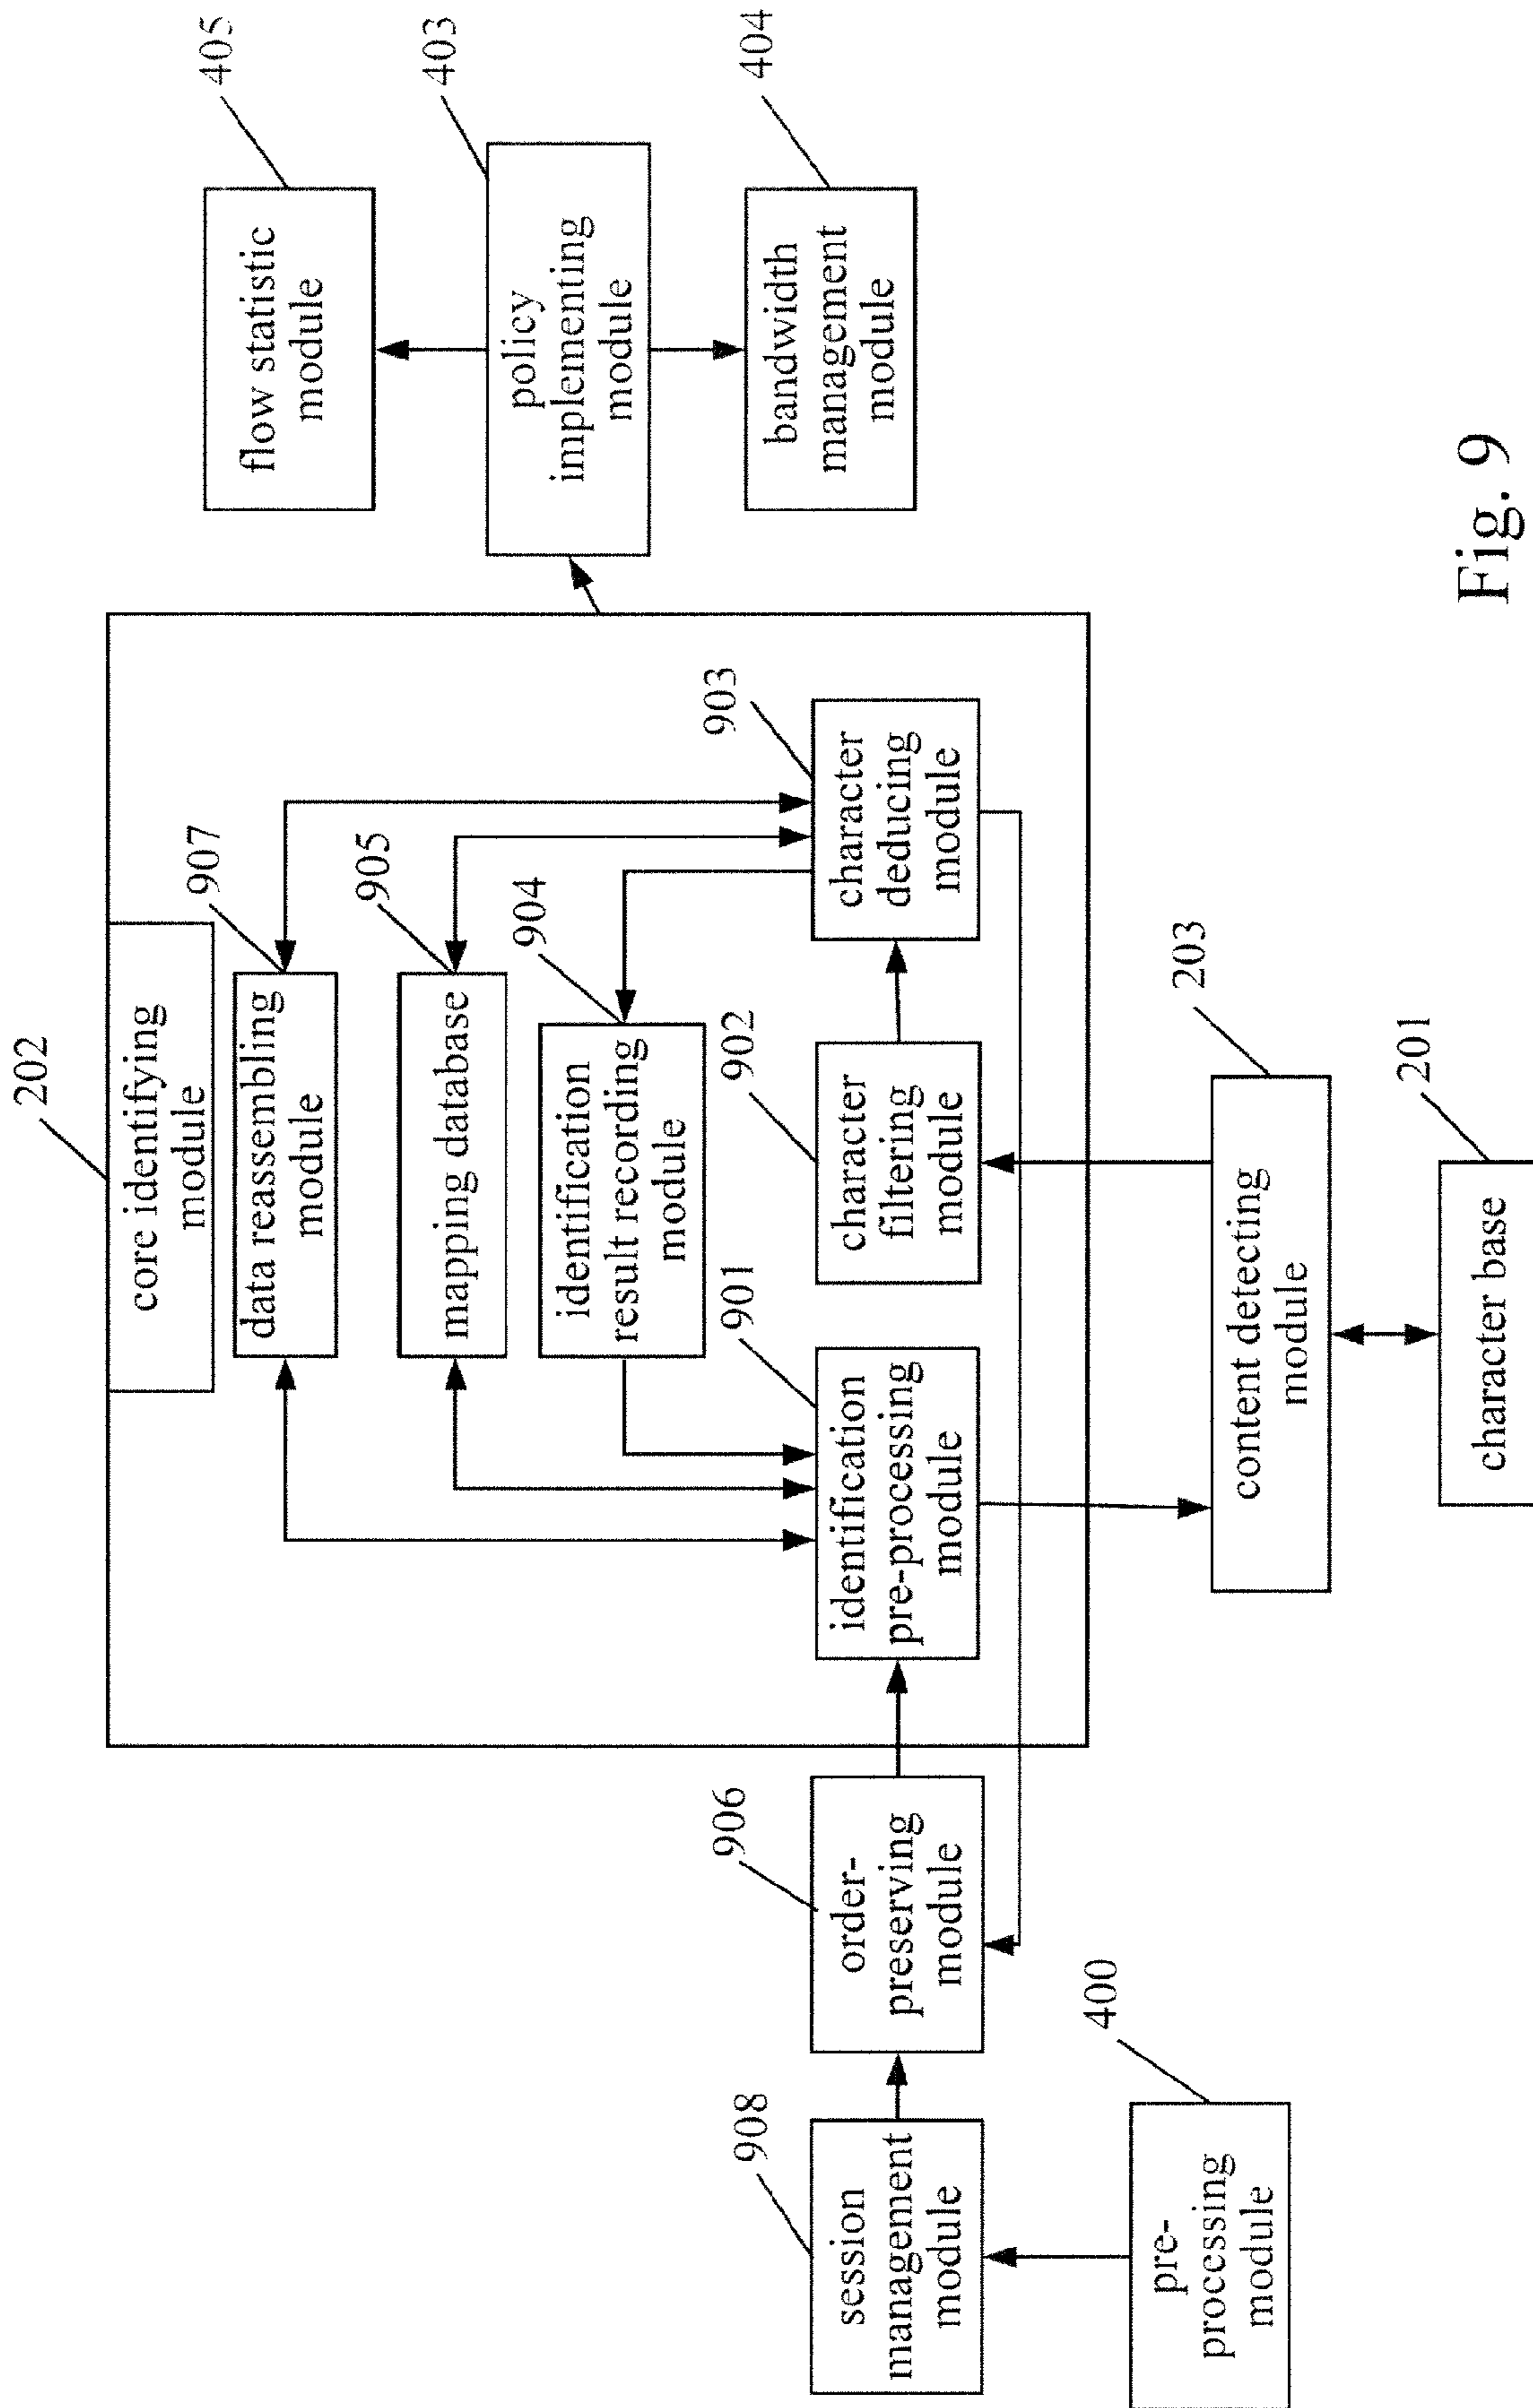 202
core identifying
module
907
data reassembling
module
905
mapping database
904
identification
result recording
module
901
identification
pre-processing
module
902
character
filtering
module
903
character
deducing
module
405
flow statistic
module
403
policy
implementing
module
404
bandwidth
management
module
908
session
management
module
906
order-
preserving
module
400
pre-
processing
module
203
content detecting
module
201
character base
Fig. 9